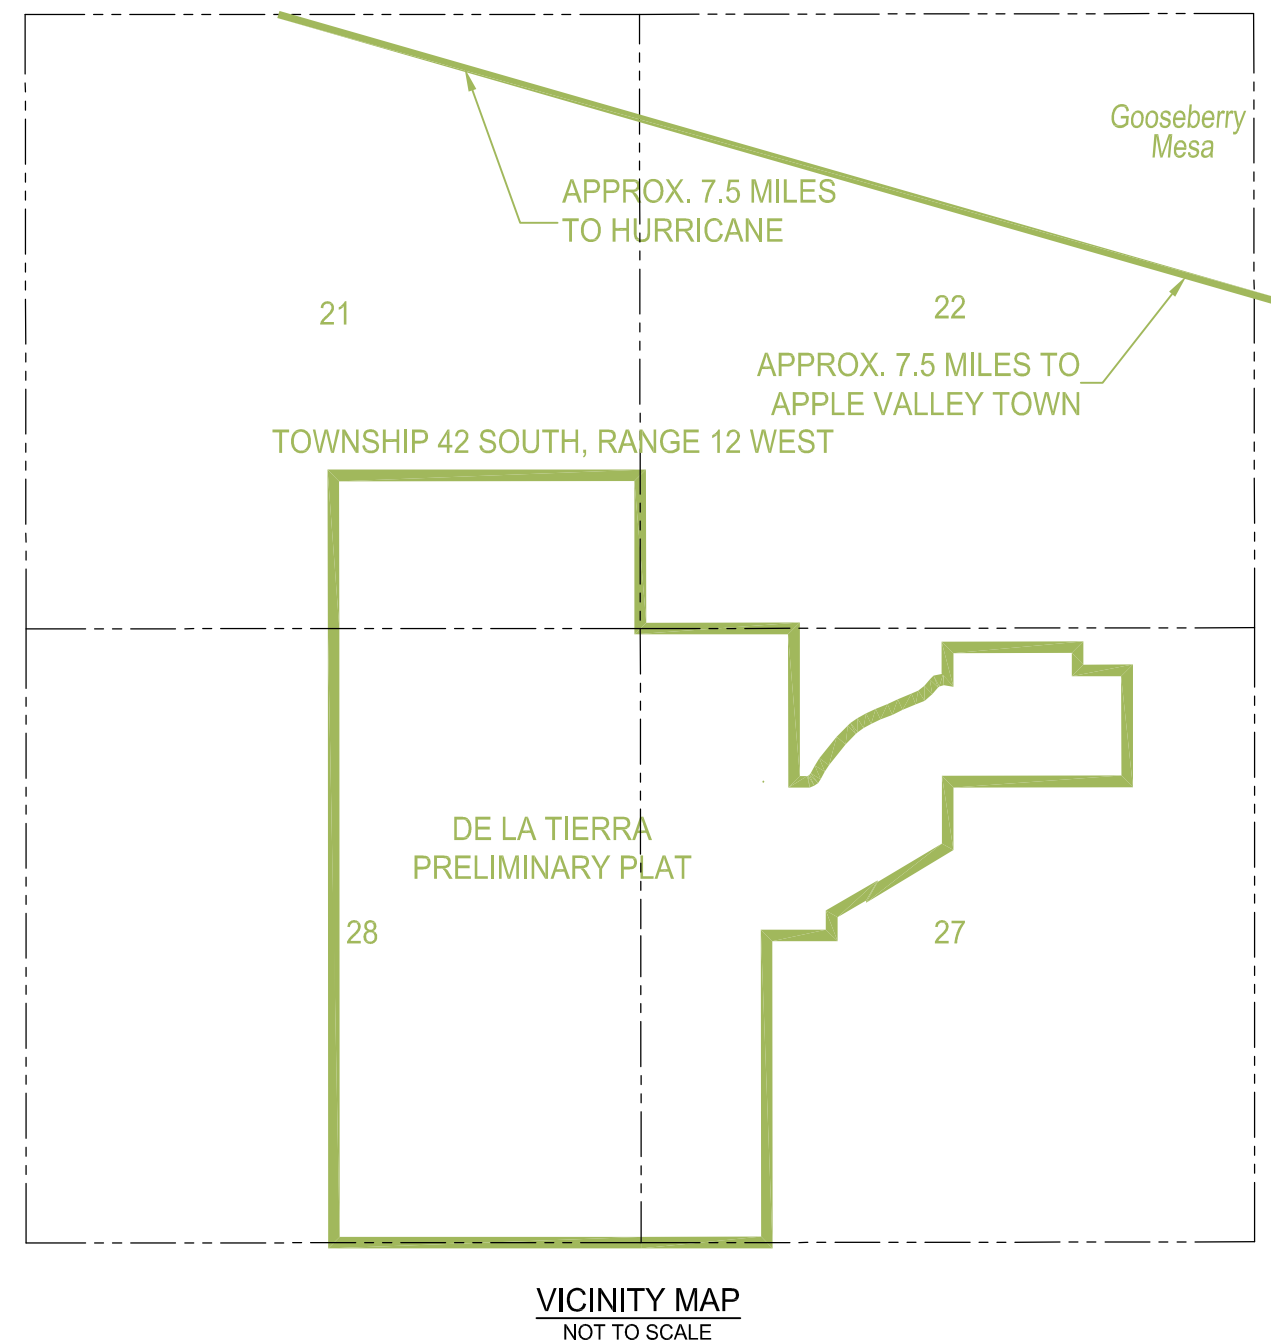 Gooseberry
Mesa
APPROX. 7.5 MILES
TO HURRICANE
21
22
APPROX. 7.5 MILES TO
APPLE VALLEY TOWN
TOWNSHIP 42 SOUTH, RANGE 12 WEST
DE LA TIERRA
PRELIMINARY PLAT
28
27
VICINITY MAP
NOT TO SCALE